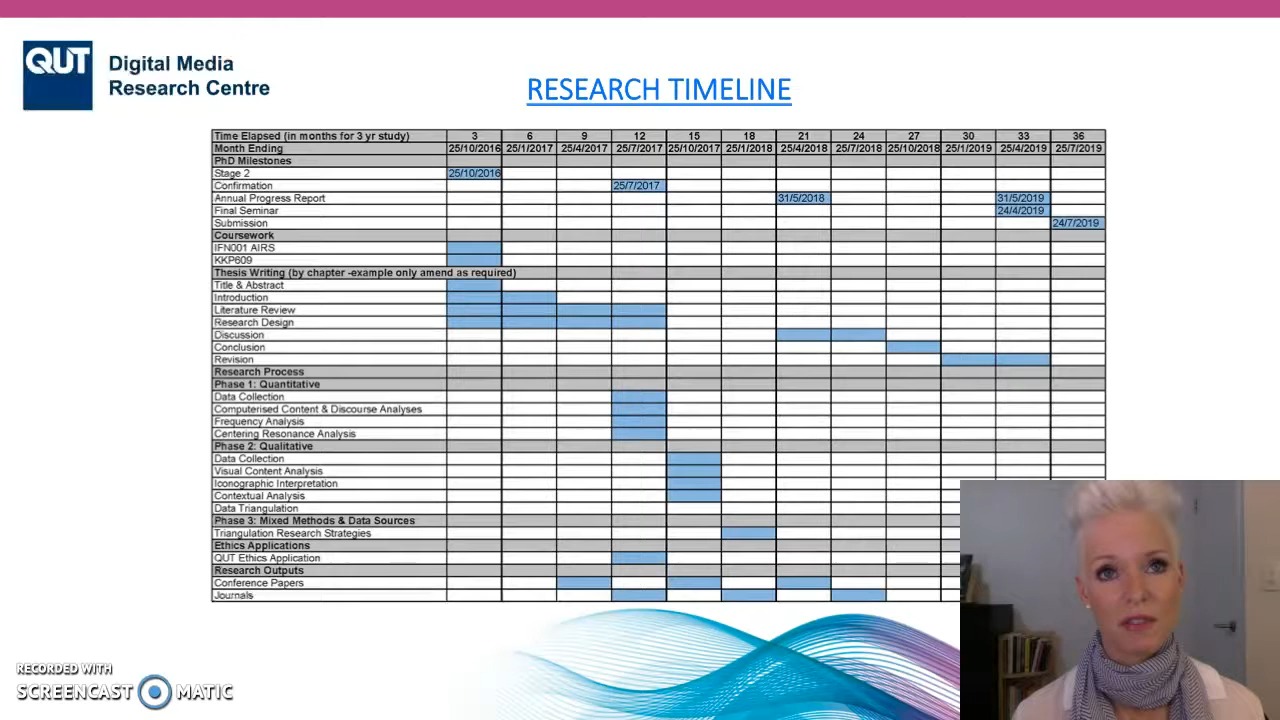 QUT
Digital Media
Research Centre
RESEARCH TIMELINE
Time Elapsed (in months for 3 yr study) 3 6 9 12 15 18 21 24 27 30 33 36
Month Ending 25/10/2016 25/1/2017 25/4/2017 25/7/2017 25/10/2017 25/1/2018 25/4/2018 25/7/2018 25/10/2018 25/1/2019 25/4/2019 25/7/2019
PhD Milestones
Stage 2 25/10/2016
Confirmation 25/7/2017
Annual Progress Report 31/5/2018 31/5/2019
Final Seminar 24/4/2019
Submission 24/7/2019
Coursework
IFN001 AIRS
KKP609
Thesis Writing (by chapter -example only amend as required)
Title & Abstract
Introduction
Literature Review
Research Design
Discussion
Conclusion
Revision
Research Process
Phase 1: Quantitative
Data Collection
Computerised Content & Discourse Analyses
Frequency Analysis
Centering Resonance Analysis
Phase 2: Qualitative
Data Collection
Visual Content Analysis
Iconographic Interpretation
Contextual Analysis
Data Triangulation
Phase 3: Mixed Methods & Data Sources
Triangulation Research Strategies
Ethics Applications
QUT Ethics Application
Research Outputs
Conference Papers
Journals
RECORDED WITH
SCREENCAST MATIC